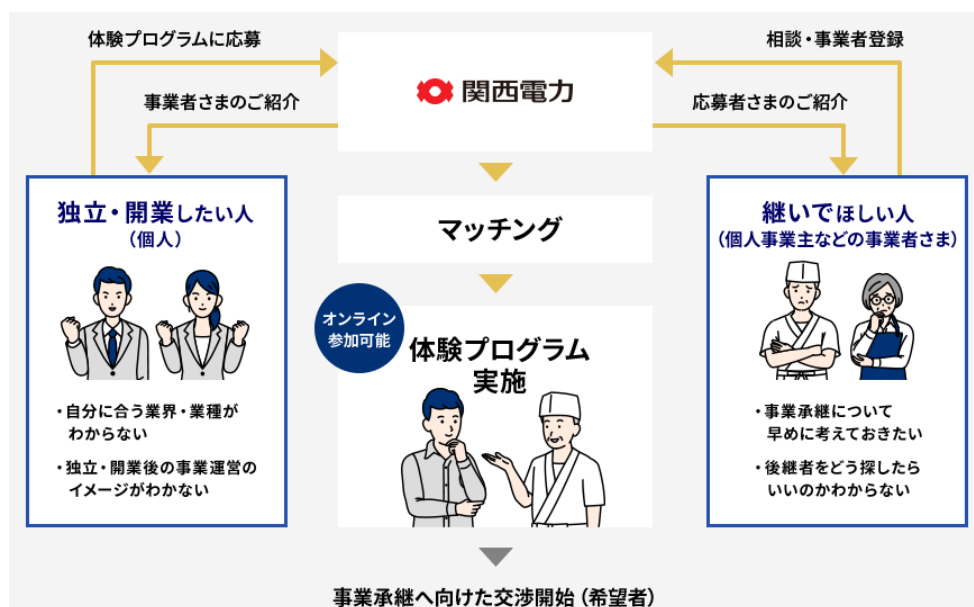 体験プログラムに応募
相談・事業者登録
関西電力
事業者さまのご紹介
応募者さまのご紹介
独立・開業したい人
（個人）
・自分に合う業界・業種が
わからない
・独立・開業後の事業運営の
イメージがわかない
マッチング
オンライン
参加可能
体験プログラム
実施
継いでほしい人
（個人事業主などの事業者さま）
・事業承継について
早めに考えておきたい
・後継者をどう探したら
いいのかわからない
事業承継へ向けた交渉開始（希望者）